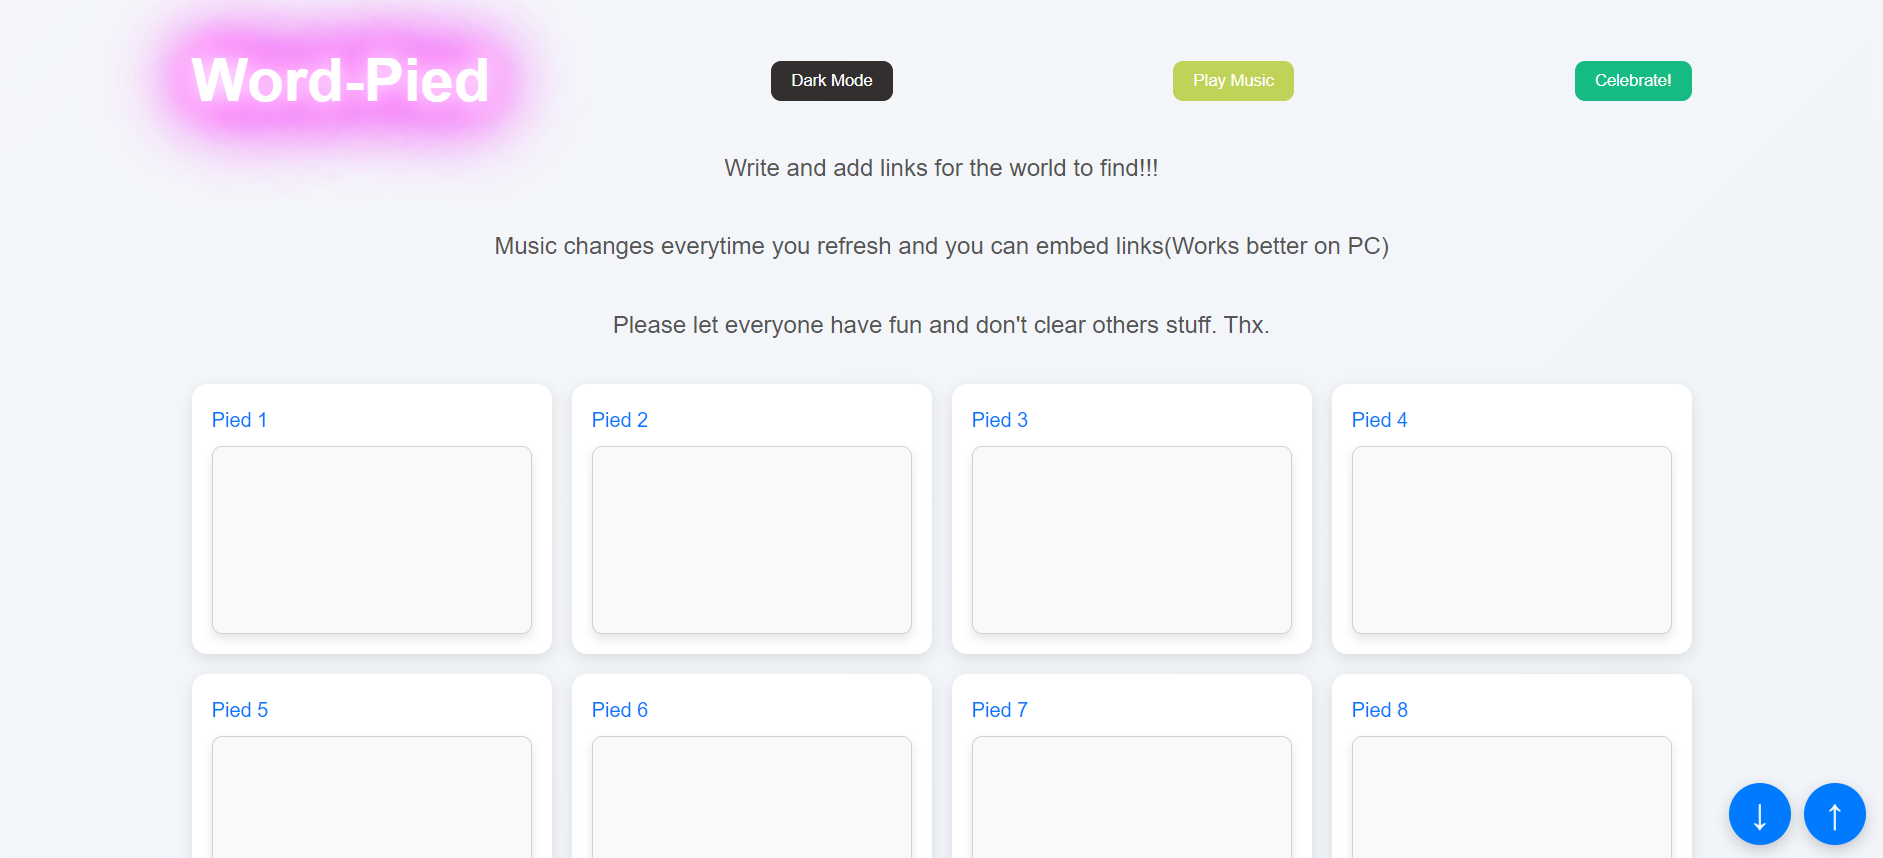 Word-Pied
Dark Mode
Play Music
Celebrate!
Write and add links for the world to find!!!
Music changes everytime you refresh and you can embed links(Works better on PC)
Please let everyone have fun and don't clear others stuff. Thx.
Pied 1
Pied 2
Pied 3
Pied 4
Pied 5
Pied 6
Pied 7
Pied 8
↓
↑